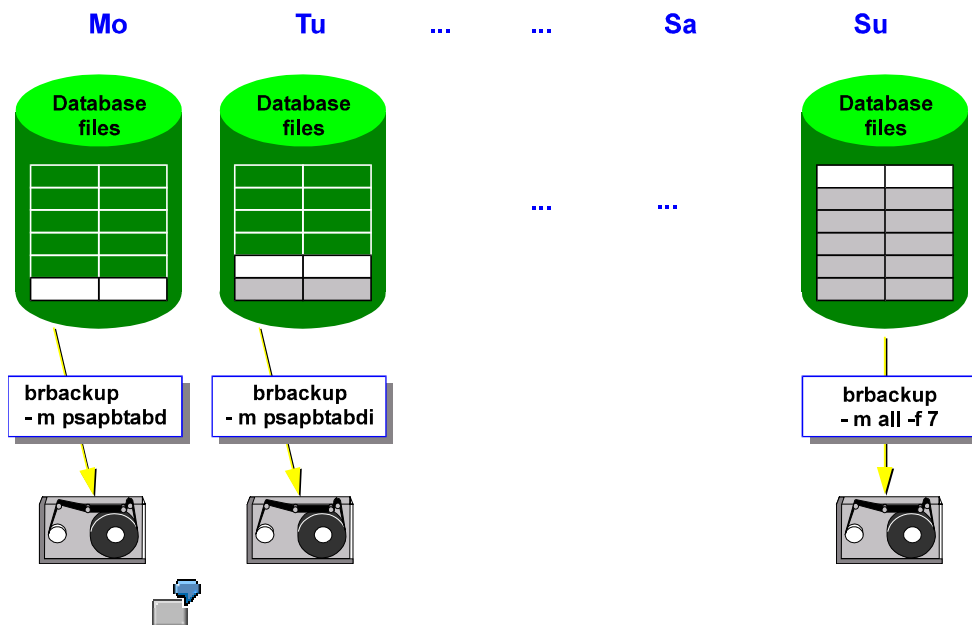 Mo Tu ... ... Sa Su
Database files
Database files
Database files
... ...
brbackup
- m psapbtabd
brbackup
- m psapbtabdi
brbackup
- m all -f 7